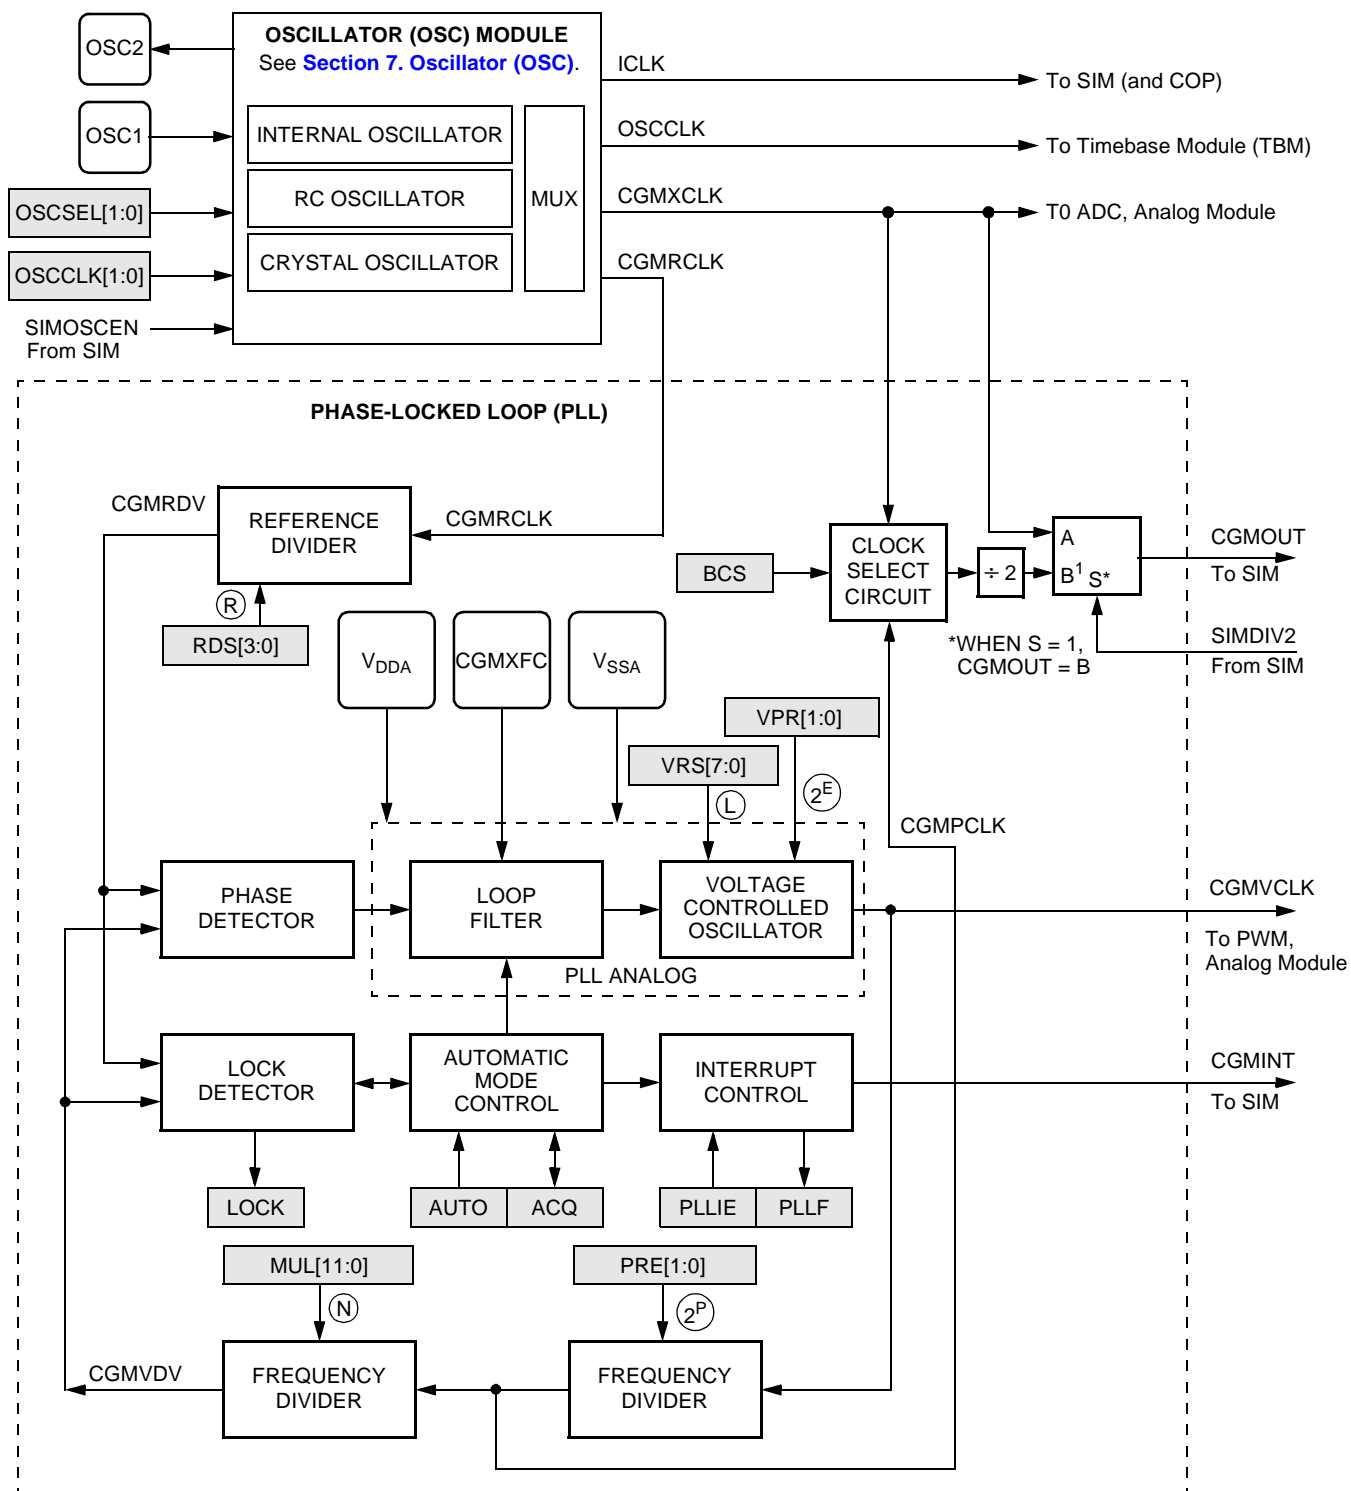 OSCILLATOR (OSC) MODULE
See Section 7. Oscillator (OSC).
OSC2
OSC1
OSCSEL[1:0]
OSCCLK[1:0]
SIMOSCEN
From SIM
INTERNAL OSCILLATOR
RC OSCILLATOR
CRYSTAL OSCILLATOR
MUX
ICLK
To SIM (and COP)
OSCCLK
To Timebase Module (TBM)
CGMXCLK
T0 ADC, Analog Module
CGMRCLK
PHASE-LOCKED LOOP (PLL)
CGMRDV
REFERENCE
DIVIDER
CGMRCLK
R
RDS[3:0]
BCS
CLOCK
SELECT
CIRCUIT
÷ 2
A
B1 S*
*WHEN S = 1,
CGMOUT = B
CGMOUT
To SIM
SIMDIV2
From SIM
VDDA
CGMXFC
VSSA
VPR[1:0]
VRS[7:0]
L
2E
CGMPCLK
PHASE
DETECTOR
LOOP
FILTER
VOLTAGE
CONTROLLED
OSCILLATOR
PLL ANALOG
CGMVCLK
To PWM,
Analog Module
LOCK
DETECTOR
AUTOMATIC
MODE
CONTROL
INTERRUPT
CONTROL
CGMINT
To SIM
LOCK
AUTO
ACQ
PLLIE
PLLF
MUL[11:0]
PRE[1:0]
N
2P
CGMVDV
FREQUENCY
DIVIDER
FREQUENCY
DIVIDER